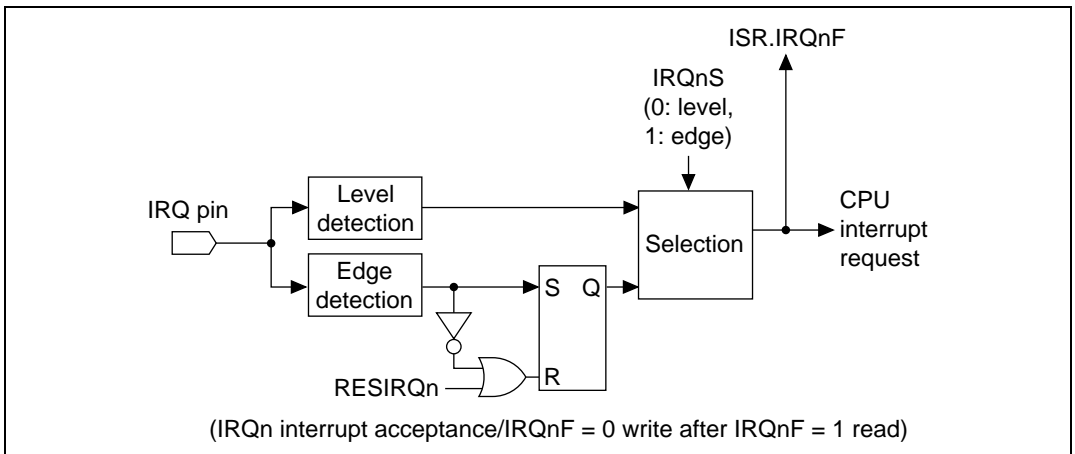 ISR.IRQnF
IRQnS
(0: level,
1: edge)
IRQ pin
Level
detection
Edge
detection
S Q
R
RESIRQn
Selection
CPU
interrupt
request
(IRQn interrupt acceptance/IRQnF = 0 write after IRQnF = 1 read)